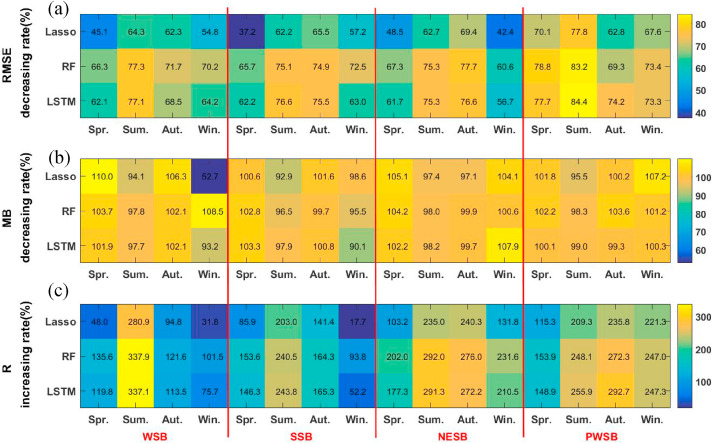 (a)
RMSE
decreasing rate(%)
Lasso 45.1 64.3 62.3 54.8 37.2 62.2 65.5 57.2 48.5 62.7 69.4 42.4 70.1 77.8 62.8 67.6
RF 66.3 77.3 71.7 70.2 65.7 75.1 74.9 72.5 67.3 75.3 77.7 60.6 78.8 83.2 69.3 73.4
LSTM 62.1 77.1 68.5 64.2 62.2 76.6 75.5 63.0 61.7 75.3 76.6 56.7 77.7 84.4 74.2 73.3
Spr. Sum. Aut. Win. Spr. Sum. Aut. Win. Spr. Sum. Aut. Win. Spr. Sum. Aut. Win.
80
70
60
50
40
(b)
MB
decreasing rate(%)
Lasso 110.0 94.1 106.3 52.7 100.6 92.9 101.6 98.6 105.1 97.4 97.1 104.1 101.8 95.5 100.2 107.2
RF 103.7 97.8 102.1 108.5 102.8 96.5 99.7 95.5 104.2 98.0 99.9 100.6 102.2 98.3 103.6 101.2
LSTM 101.9 97.7 102.1 93.2 103.3 97.9 100.8 90.1 102.2 98.2 99.7 107.9 100.1 99.0 99.3 100.3
Spr. Sum. Aut. Win. Spr. Sum. Aut. Win. Spr. Sum. Aut. Win. Spr. Sum. Aut. Win.
100
90
80
70
60
(c)
R
increasing rate(%)
Lasso 48.0 280.9 94.8 31.8 85.9 203.0 141.4 17.7 103.2 235.0 240.3 131.8 115.3 209.3 235.8 221.3
RF 135.6 337.9 121.6 101.5 153.6 240.5 164.3 93.8 202.0 292.0 276.0 231.6 153.9 248.1 272.3 247.0
LSTM 119.8 337.1 113.5 75.7 146.3 243.8 165.3 52.2 177.3 291.3 272.2 210.5 148.9 255.9 292.7 247.3
Spr. Sum. Aut. Win. Spr. Sum. Aut. Win. Spr. Sum. Aut. Win. Spr. Sum. Aut. Win.
300
200
100
WSB SSB NESB PWSB